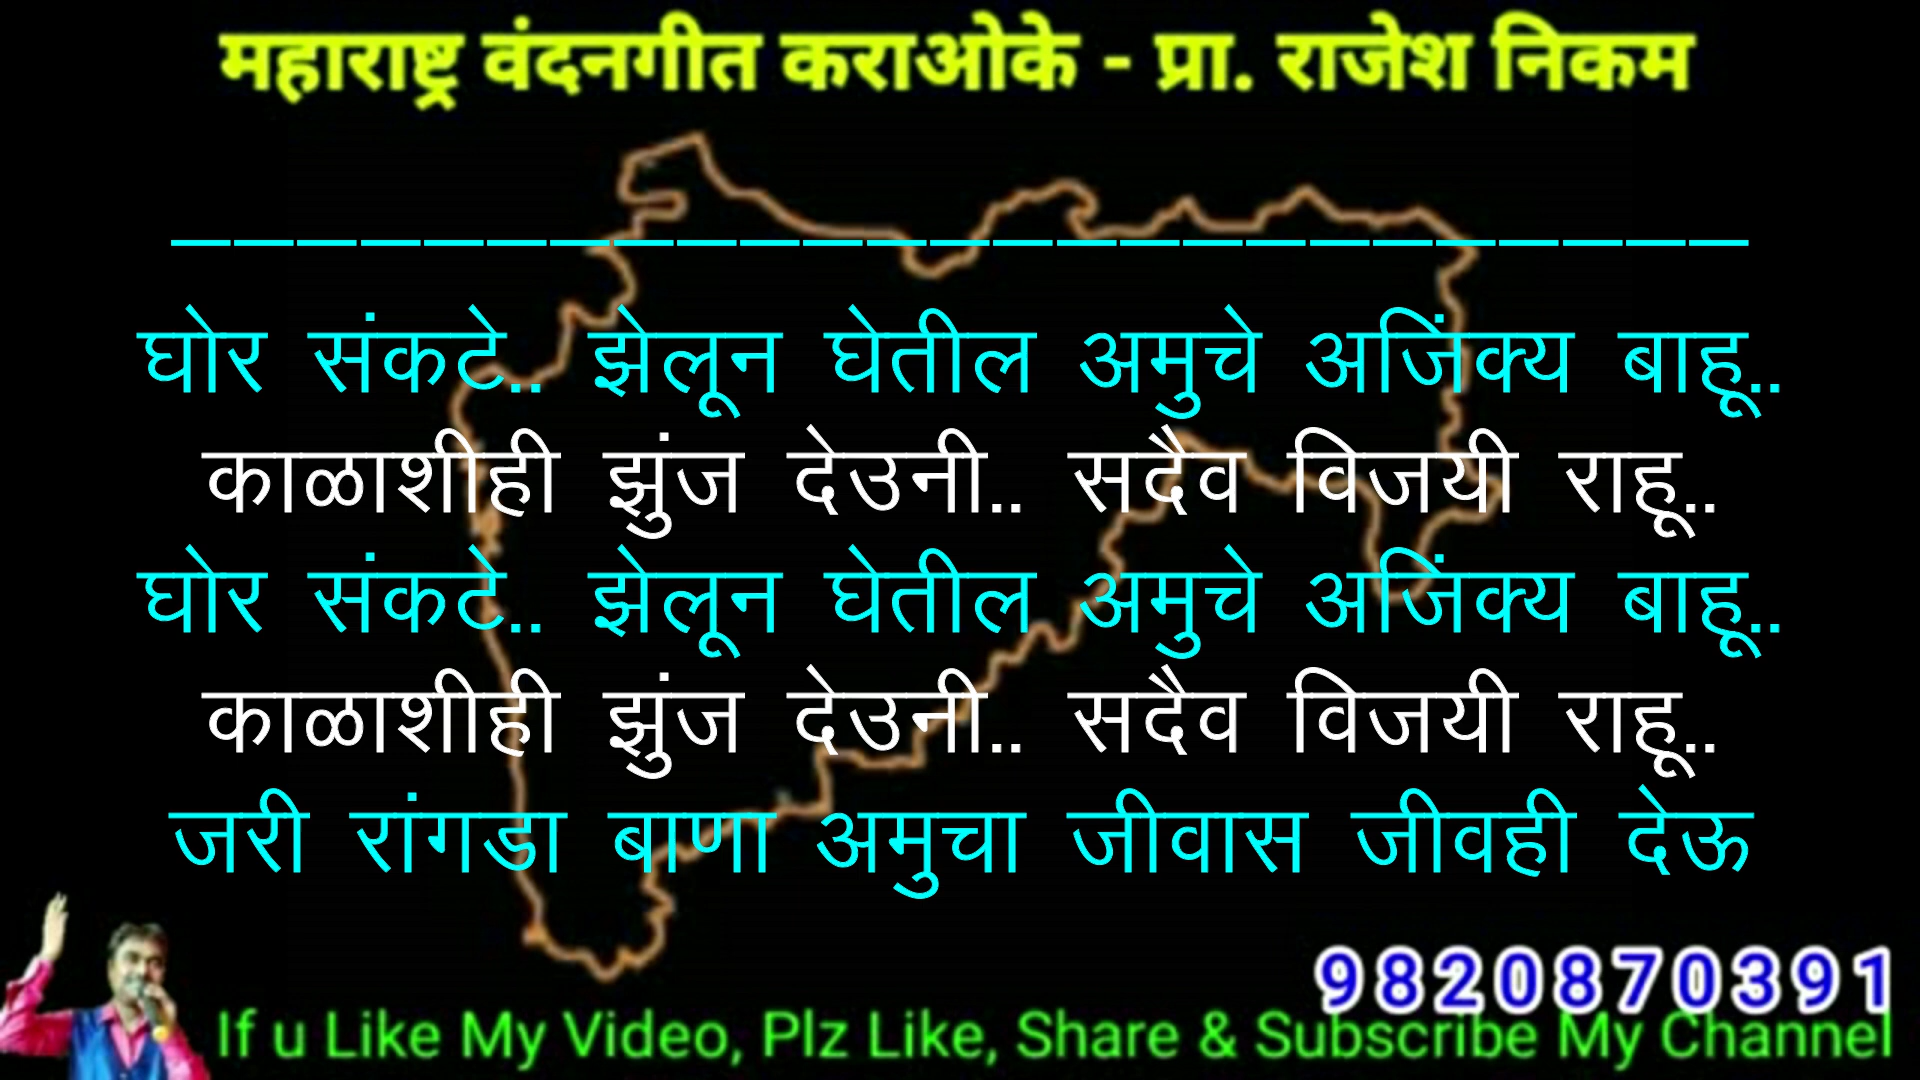 महाराष्ट्र वंदनगीत कराओके - प्रा. राजेश निकम
घोर संकटे.. झेलून घेतील अमुचे अजिंक्य बाहू..
काळाशीही झुंज देउनी.. सदैव विजयी राहू..
घोर संकटे.. झेलून घेतील अमुचे अजिंक्य बाहू..
काळाशीही झुंज देउनी.. सदैव विजयी राहू..
जरी रांगडा बाणा अमुचा जीवास जीवही देऊ
9820870391
If u Like My Video, Plz Like, Share & Subscribe My Channel